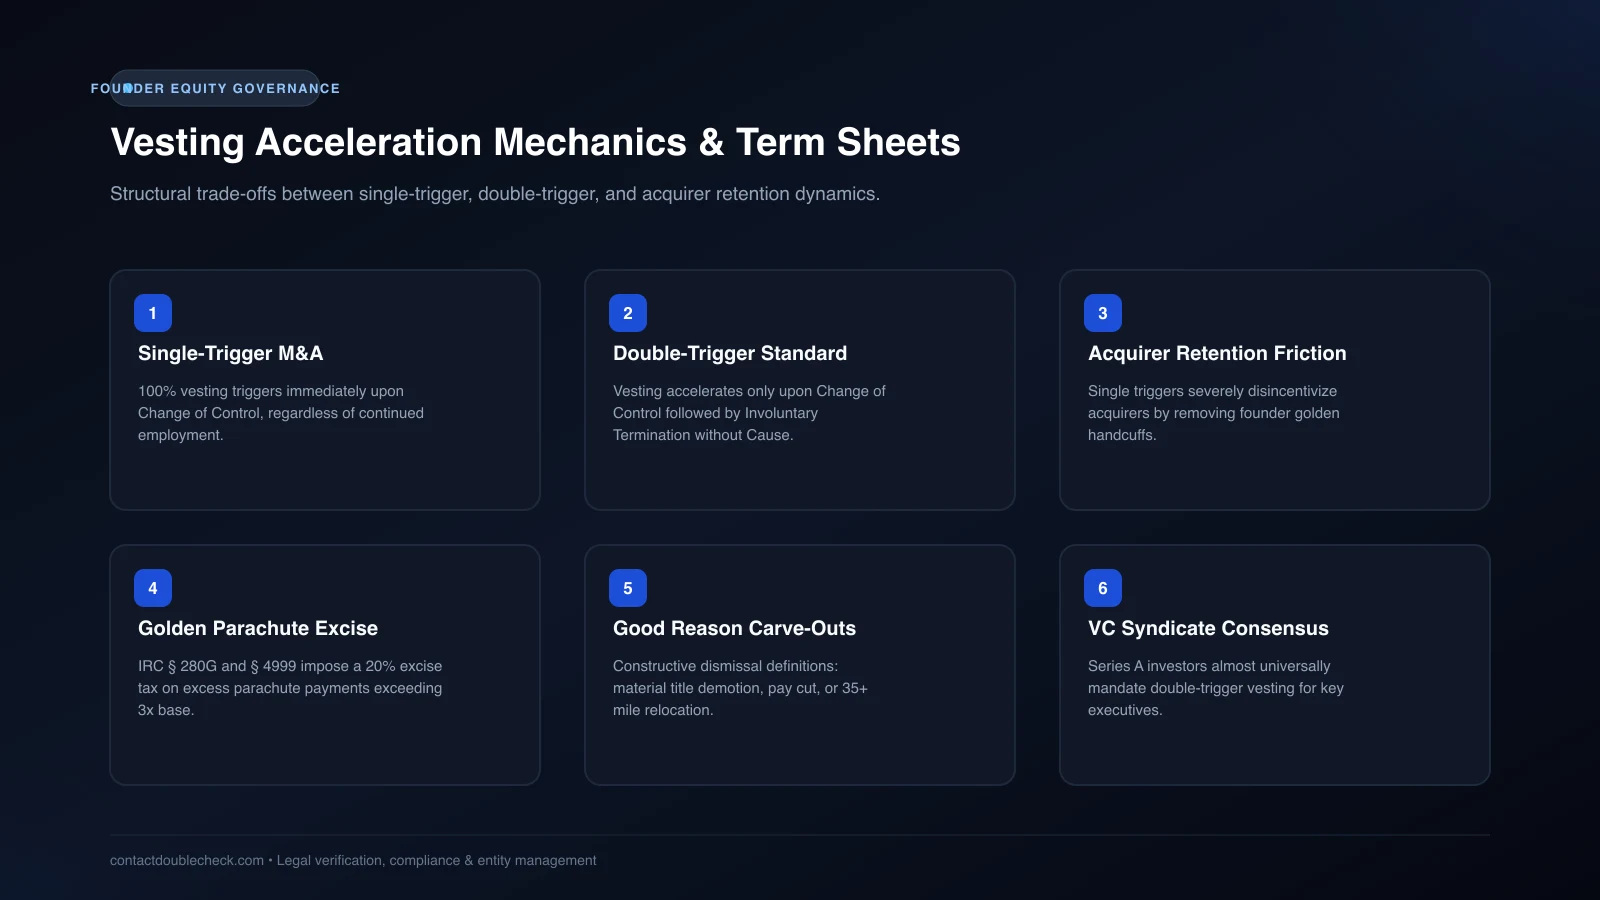 FOUNDER EQUITY GOVERNANCE
Vesting Acceleration Mechanics & Term Sheets
Structural trade-offs between single-trigger, double-trigger, and acquirer retention dynamics.
1
Single-Trigger M&A
100% vesting triggers immediately upon
Change of Control, regardless of continued
employment.
2
Double-Trigger Standard
Vesting accelerates only upon Change of
Control followed by Involuntary
Termination without Cause.
3
Acquirer Retention Friction
Single triggers severely disincentivize
acquirers by removing founder golden
handcuffs.
4
Golden Parachute Excise
IRC § 280G and § 4999 impose a 20% excise
tax on excess parachute payments exceeding
3x base.
5
Good Reason Carve-Outs
Constructive dismissal definitions:
material title demotion, pay cut, or 35+
mile relocation.
6
VC Syndicate Consensus
Series A investors almost universally
mandate double-trigger vesting for key
executives.
contactdoublecheck.com • Legal verification, compliance & entity management